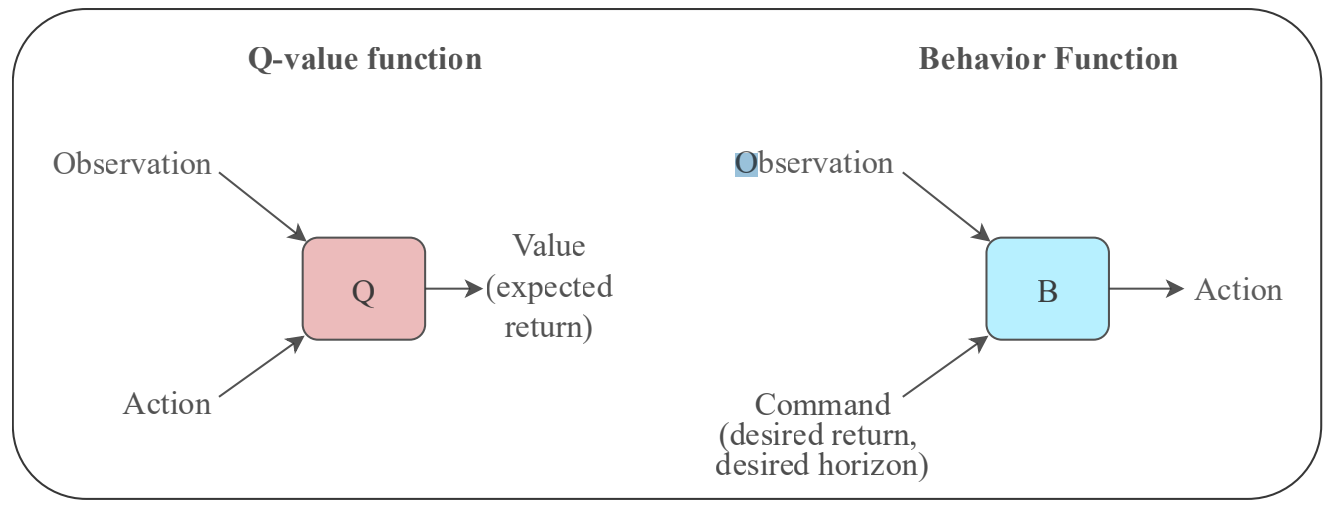 Q-value function
Observation
Q
Value
(expected
return)
Action
Behavior Function
Observation
B
Action
Command
(desired return,
desired horizon)